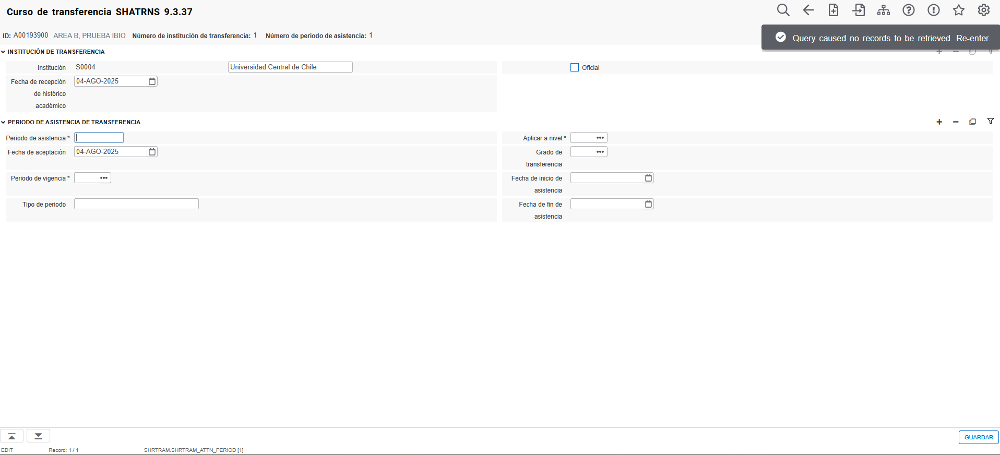 Curso de transferencia SHATRNS 9.3.37
Query caused no records to be retrieved. Re-enter.
ID: A00193900 AREA B, PRUEBA IBIO Número de institución de transferencia: 1 Número de periodo de asistencia: 1
INSTITUCIÓN DE TRANSFERENCIA
Institución S0004 Universidad Central de Chile Oficial
Fecha de recepción 04-AGO-2025
de histórico
académico
PERIODO DE ASISTENCIA DE TRANSFERENCIA
Periodo de asistencia * Aplicar a nivel *
Fecha de aceptación 04-AGO-2025 Grado de
transferencia
Periodo de vigencia * Fecha de inicio de
asistencia
Tipo de periodo Fecha de fin de
asistencia
GUARDAR
EDIT Record: 1 / 1 SHRTRAM.SHRTRAM_ATTN_PERIOD [1]